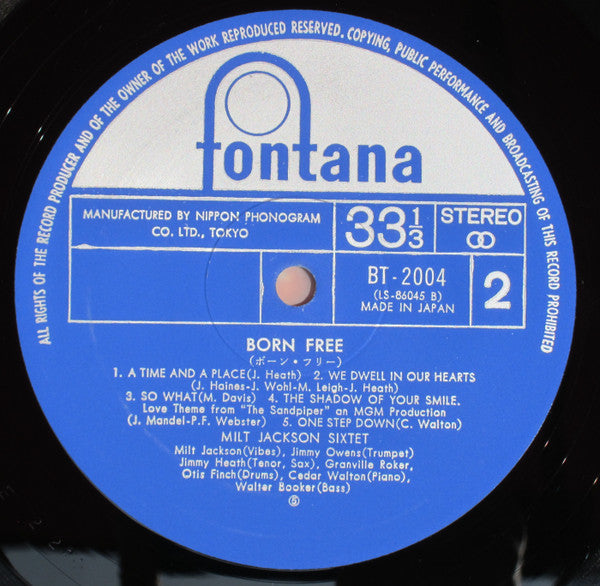 ALL RIGHTS OF THE RECORD PRODUCER AND OF THE OWNER OF THE WORK REPRODUCED RESERVED. COPYING, PUBLIC PERFORMANCE AND BROADCASTING OF THIS RECORD PROHIBITED
fontana
MANUFACTURED BY NIPPON PHONOGRAM
CO. LTD., TOKYO
33 1/3
STEREO
BT-2004
(LS-86045 B)
MADE IN JAPAN
2
BORN FREE
(ボーン・フリー)
1. A TIME AND A PLACE(J. Heath) 2. WE DWELL IN OUR HEARTS
(J. Haines-J. Wohl-M. Leigh-J. Heath)
3. SO WHAT(M. Davis) 4. THE SHADOW OF YOUR SMILE.
Love Theme from "The Sandpiper" an MGM Production
(J. Mandel-P.F. Webster) 5. ONE STEP DOWN(C. Walton)
MILT JACKSON SIXTET
Milt Jackson(Vibes), Jimmy Owens(Trumpet)
Jimmy Heath(Tenor, Sax), Granville Roker,
Otis Finch(Drums), Cedar Walton(Piano),
Walter Booker(Bass)